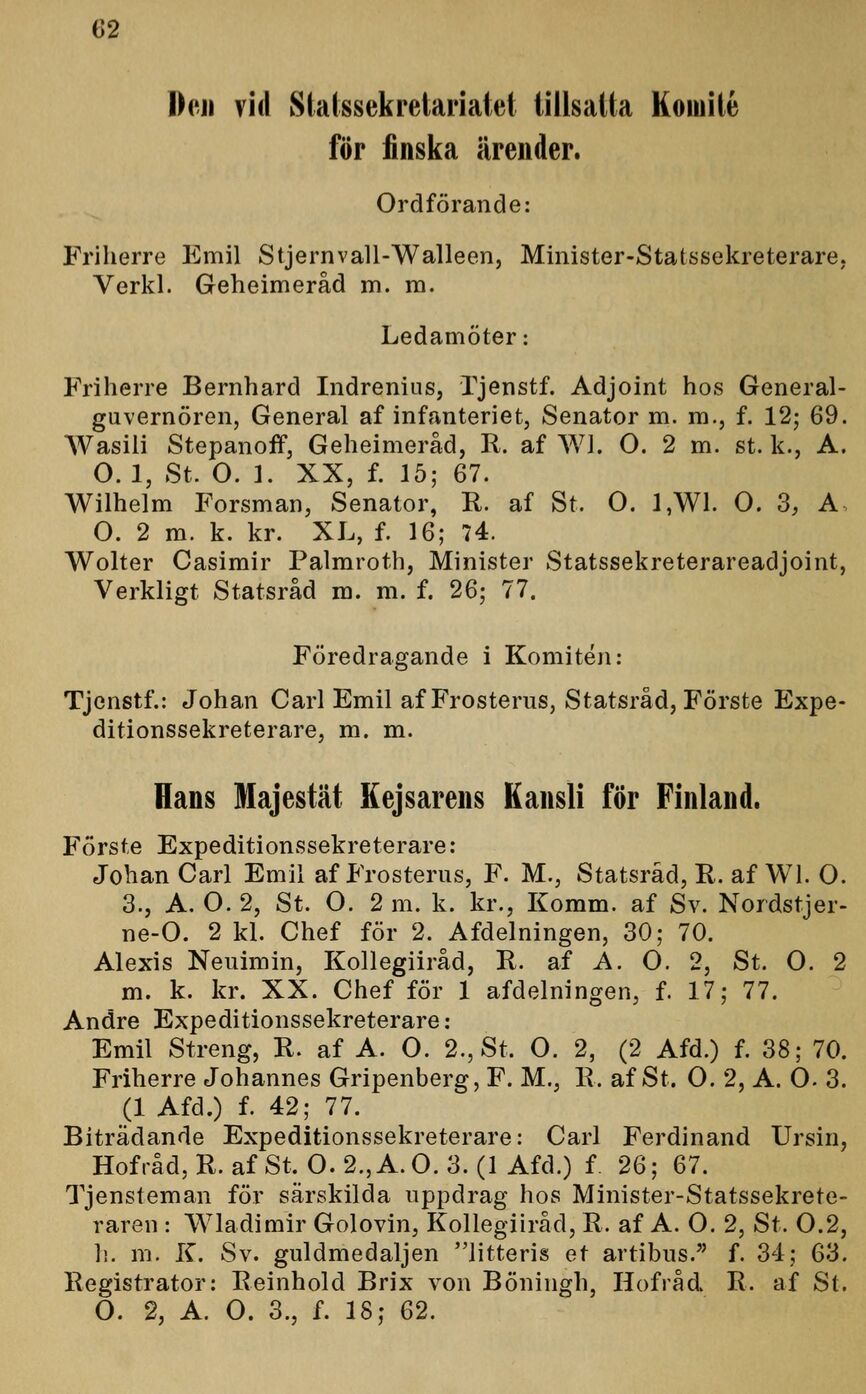 62
Den vid Statssekretariatet tillsatta Komité
för finska ärender.
Ordförande:
Friherre Emil Stjernvall-Walleen, Minister-Statssekreterare,
Verkl. Geheimeråd m. m.
Ledamöter:
Friherre Bernhard Indrenius, Tjenstf. Adjoint hos General-
guvernören, General af infanteriet, Senator m. m., f. 12; 69.
Wasili Stepanoff, Geheimeråd, R. af Wl. O. 2 m. st. k., A.
O. 1, St. O. 1. XX, f. 15; 67.
Wilhelm Forsman, Senator, R. af St. O. 1,Wl. O. 3, A.
O. 2 m. k. kr. XL, f. 16; 74.
Wolter Casimir Palmroth, Minister Statssekreterareadjoint,
Verkligt Statsråd m. m. f. 26; 77.
Föredragande i Komitén:
Tjenstf.: Johan Carl Emil af Frosterus, Statsråd, Förste Expe-
ditionssekreterare, m. m.
Hans Majestät Kejsarens Kansli för Finland.
Förste Expeditionssekreterare:
Johan Carl Emil af Frosterus, F. M., Statsråd, R. af Wl. O.
3., A. O. 2, St. O. 2 m. k. kr., Komm. af Sv. Nordstjer-
ne-O. 2 kl. Chef för 2. Afdelningen, 30; 70.
Alexis Neuimin, Kollegiiråd, R. af A. O. 2, St. O. 2
m. k. kr. XX. Chef för 1 afdelningen, f. 17; 77.
Andre Expeditionssekreterare:
Emil Streng, R. af A. O. 2., St. O. 2, (2 Afd.) f. 38; 70.
Friherre Johannes Gripenberg, F. M., R. af St. O. 2, A. O. 3.
(1 Afd.) f. 42; 77.
Biträdande Expeditionssekreterare: Carl Ferdinand Ursin,
Hofråd, R. af St. O. 2., A. O. 3. (1 Afd.) f. 26; 67.
Tjensteman för särskilda uppdrag hos Minister-Statssekrete-
raren: Wladimir Golovin, Kollegiiråd, R. af A. O. 2, St. O.2,
h. m. K. Sv. guldmedaljen ”litteris et artibus.” f. 34; 63.
Registrator: Reinhold Brix von Böningh, Hofråd R. af St.
O. 2, A. O. 3., f. 18; 62.